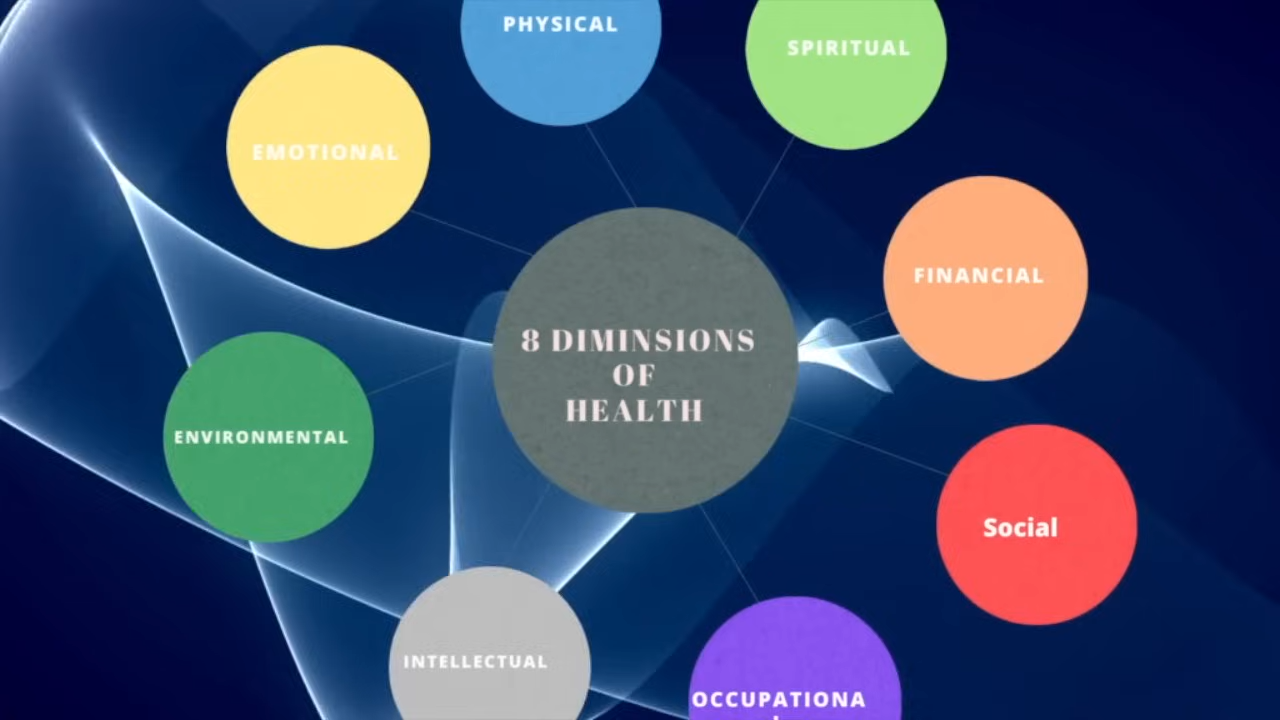 PHYSICAL
SPIRITUAL
EMOTIONAL
FINANCIAL
8 DIMINSIONS
OF
HEALTH
ENVIRONMENTAL
Social
INTELLECTUAL
OCCUPATIONA
l